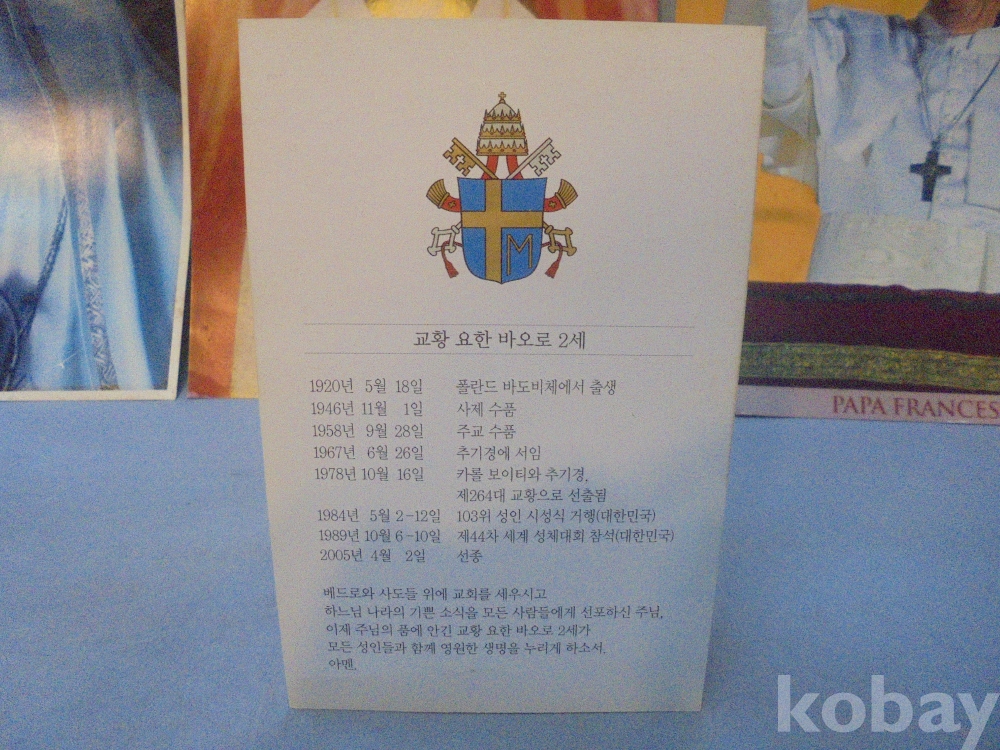 교황 요한 바오로 2세
1920년 5월 18일 폴란드 바도비체에서 출생
1946년 11월 1일 사제 수품
1958년 9월 28일 주교 수품
1967년 6월 26일 추기경에 서임
1978년 10월 16일 카롤 보이티와 추기경,
제264대 교황으로 선출됨
1984년 5월 2-12일 103위 성인 시성식 거행(대한민국)
1989년 10월 6-10일 제44차 세계 성체대회 참석(대한민국)
2005년 4월 2일 선종
베드로와 사도들 위에 교회를 세우시고
하느님 나라의 기쁜 소식을 모든 사람들에게 선포하신 주님,
이제 주님의 품에 안긴 교황 요한 바오로 2세가
모든 성인들과 함께 영원한 생명을 누리게 하소서.
아멘.
M
PAPA FRANCES
kobay